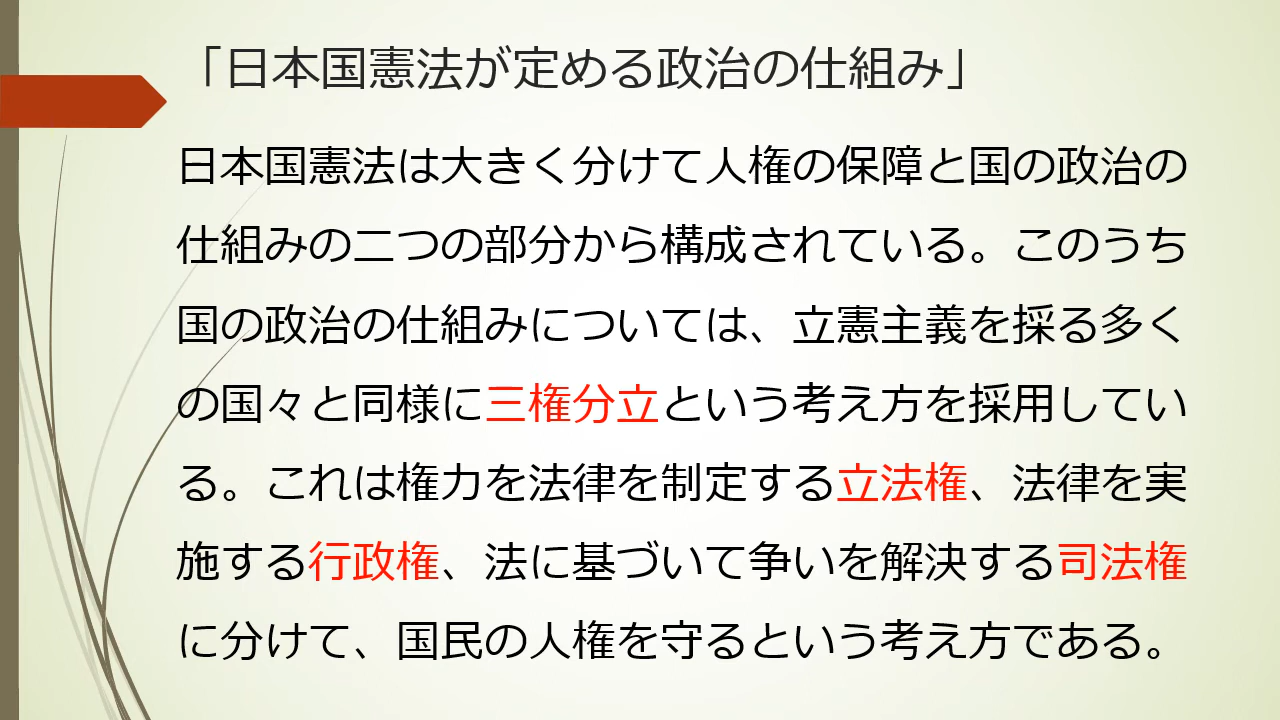 「日本国憲法が定める政治の仕組み」
日本国憲法は大きく分けて人権の保障と国の政治の
仕組みの二つの部分から構成されている。このうち
国の政治の仕組みについては、立憲主義を採る多く
の国々と同様に三権分立という考え方を採用してい
る。これは権力を法律を制定する立法権、法律を実
施する行政権、法に基づいて争いを解決する司法権
に分けて、国民の人権を守るという考え方である。